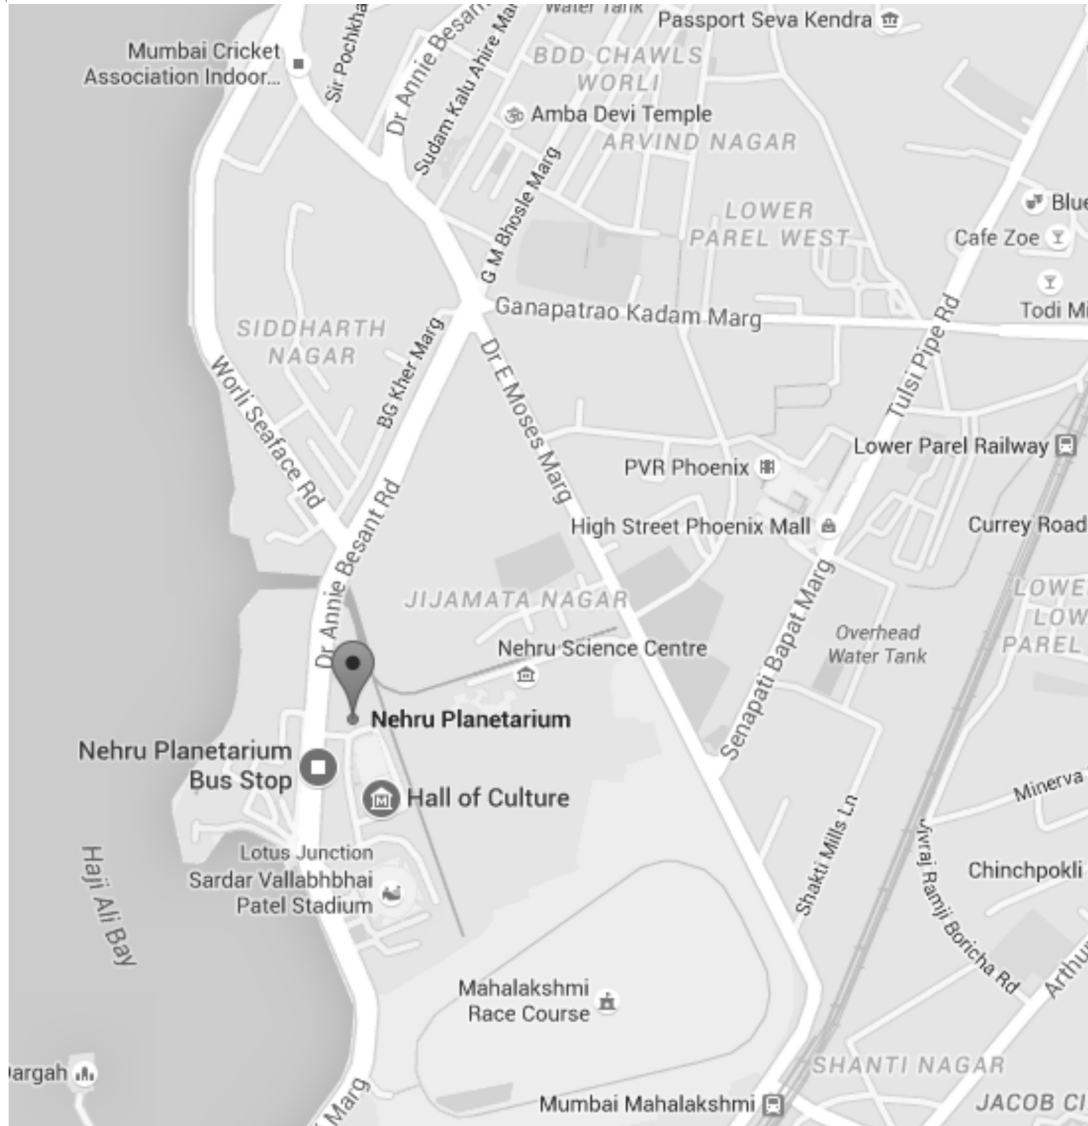 Water Tank
Passport Seva Kendra
Mumbai Cricket
Association Indoor...
Sir Pochkha
Dr Annie Besant
Sudam Kalu Ahire Mar
BDD CHAWLS
WORLI
Amba Devi Temple
ARVIND NAGAR
G M Bhosle Marg
LOWER
PAREL WEST
Blue
Cafe Zoe
Todi Mi
Ganapatrao Kadam Marg
SIDDHARTH
NAGAR
BG Kher Marg
Dr E Moses Marg
Tulsi Pipe Rd
Worli Seaface Rd
Lower Parel Railway
PVR Phoenix
High Street Phoenix Mall
Currey Road
Dr Annie Besant Rd
JIJAMATA NAGAR
Senapati Bapat Marg
LOWE
LOW
PAREL
Overhead
Water Tank
Nehru Science Centre
Nehru Planetarium
Nehru Planetarium
Bus Stop
Hall of Culture
Minerva
Shakti Mills Ln
Jivraj Ramji Boricha Rd
Haji Ali Bay
Lotus Junction
Sardar Vallabhbhai
Patel Stadium
Chinchpokli
Arthur
Mahalakshmi
Race Course
Dargah
Marg
SHANTI NAGAR
Mumbai Mahalakshmi
JACOB CI